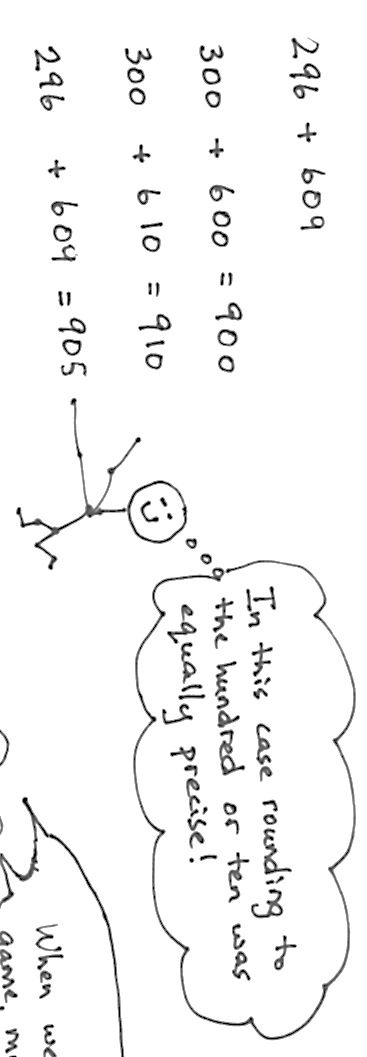 296 + 609
300 + 600 = 900
300 + 610 = 910
296 + 609 = 905
In this case rounding to
the hundred or ten was
equally precise!
When we
game,